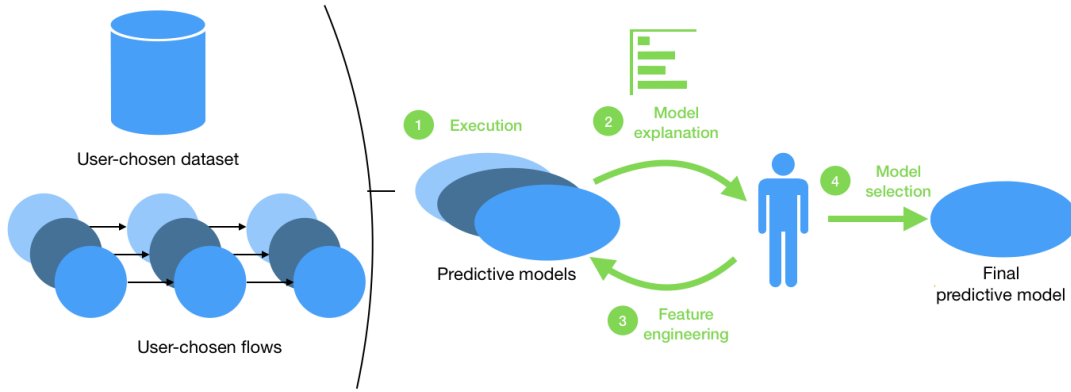 User-chosen dataset
User-chosen flows
1 Execution
Predictive models
2 Model
explanation
3 Feature
engineering
4 Model
selection
Final
predictive model